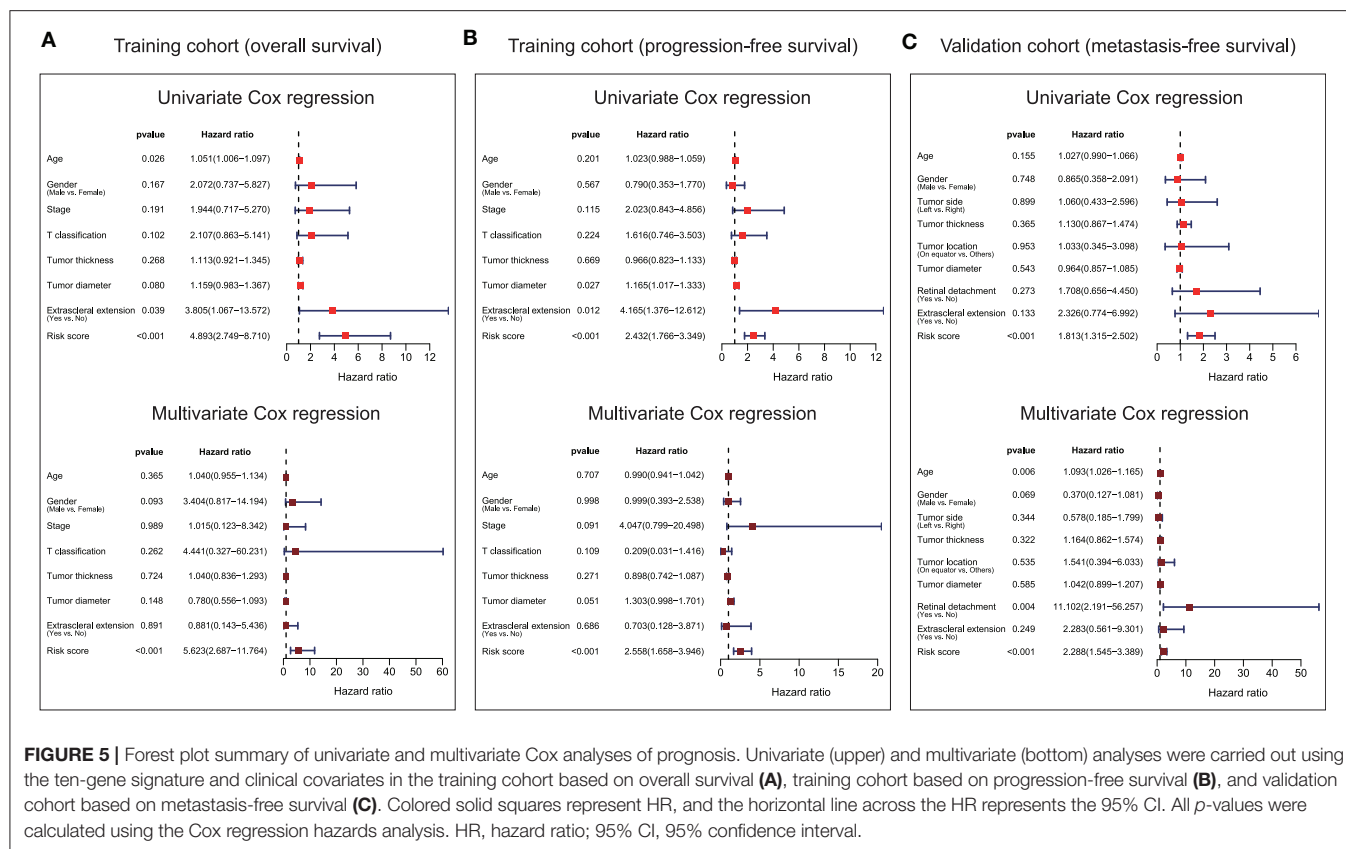 A Training cohort (overall survival)
Univariate Cox regression
pvalue Hazard ratio
Age 0.026 1.051(1.006−1.097)
Gender 0.167 2.072(0.737−5.827)
(Male vs. Female)
Stage 0.191 1.944(0.717−5.270)
T classification 0.102 2.107(0.863−5.141)
Tumor thickness 0.268 1.113(0.921−1.345)
Tumor diameter 0.080 1.159(0.983−1.367)
Extrascleral extension 0.039 3.805(1.067−13.572)
(Yes vs. No)
Risk score <0.001 4.893(2.749−8.710)
0 2 4 6 8 10 12
Hazard ratio
Multivariate Cox regression
pvalue Hazard ratio
Age 0.365 1.040(0.955−1.134)
Gender 0.093 3.404(0.817−14.194)
(Male vs. Female)
Stage 0.989 1.015(0.123−8.342)
T classification 0.262 4.441(0.327−60.231)
Tumor thickness 0.724 1.040(0.836−1.293)
Tumor diameter 0.148 0.780(0.556−1.093)
Extrascleral extension 0.891 0.881(0.143−5.436)
(Yes vs. No)
Risk score <0.001 5.623(2.687−11.764)
0 10 20 30 40 50 60
Hazard ratio
B Training cohort (progression-free survival)
Univariate Cox regression
pvalue Hazard ratio
Age 0.201 1.023(0.988−1.059)
Gender 0.567 0.790(0.353−1.770)
(Male vs. Female)
Stage 0.115 2.023(0.843−4.856)
T classification 0.224 1.616(0.746−3.503)
Tumor thickness 0.669 0.966(0.823−1.133)
Tumor diameter 0.027 1.165(1.017−1.333)
Extrascleral extension 0.012 4.165(1.376−12.612)
(Yes vs. No)
Risk score <0.001 2.432(1.766−3.349)
0 2 4 6 8 10 12
Hazard ratio
Multivariate Cox regression
pvalue Hazard ratio
Age 0.707 0.990(0.941−1.042)
Gender 0.998 0.999(0.393−2.538)
(Male vs. Female)
Stage 0.091 4.047(0.799−20.498)
T classification 0.109 0.209(0.031−1.416)
Tumor thickness 0.271 0.898(0.742−1.087)
Tumor diameter 0.051 1.303(0.998−1.701)
Extrascleral extension 0.686 0.703(0.128−3.871)
(Yes vs. No)
Risk score <0.001 2.558(1.658−3.946)
0 5 10 15 20
Hazard ratio
C Validation cohort (metastasis-free survival)
Univariate Cox regression
pvalue Hazard ratio
Age 0.155 1.027(0.990−1.066)
Gender 0.748 0.865(0.358−2.091)
(Male vs. Female)
Tumor side 0.899 1.060(0.433−2.596)
(Left vs. Right)
Tumor thickness 0.365 1.130(0.867−1.474)
Tumor location 0.953 1.033(0.345−3.098)
(On equator vs. Others)
Tumor diameter 0.543 0.964(0.857−1.085)
Retinal detachment 0.273 1.708(0.656−4.450)
(Yes vs. No)
Extrascleral extension 0.133 2.326(0.774−6.992)
(Yes vs. No)
Risk score <0.001 1.813(1.315−2.502)
0 1 2 3 4 5 6
Hazard ratio
Multivariate Cox regression
pvalue Hazard ratio
Age 0.006 1.093(1.026−1.165)
Gender 0.069 0.370(0.127−1.081)
(Male vs. Female)
Tumor side 0.344 0.578(0.185−1.799)
(Left vs. Right)
Tumor thickness 0.322 1.164(0.862−1.574)
Tumor location 0.535 1.541(0.394−6.033)
(On equator vs. Others)
Tumor diameter 0.585 1.042(0.899−1.207)
Retinal detachment 0.004 11.102(2.191−56.257)
(Yes vs. No)
Extrascleral extension 0.249 2.283(0.561−9.301)
(Yes vs. No)
Risk score <0.001 2.288(1.545−3.389)
0 10 20 30 40 50
Hazard ratio
FIGURE 5 | Forest plot summary of univariate and multivariate Cox analyses of prognosis. Univariate (upper) and multivariate (bottom) analyses were carried out using
the ten-gene signature and clinical covariates in the training cohort based on overall survival (A), training cohort based on progression-free survival (B), and validation
cohort based on metastasis-free survival (C). Colored solid squares represent HR, and the horizontal line across the HR represents the 95% CI. All p-values were
calculated using the Cox regression hazards analysis. HR, hazard ratio; 95% CI, 95% confidence interval.